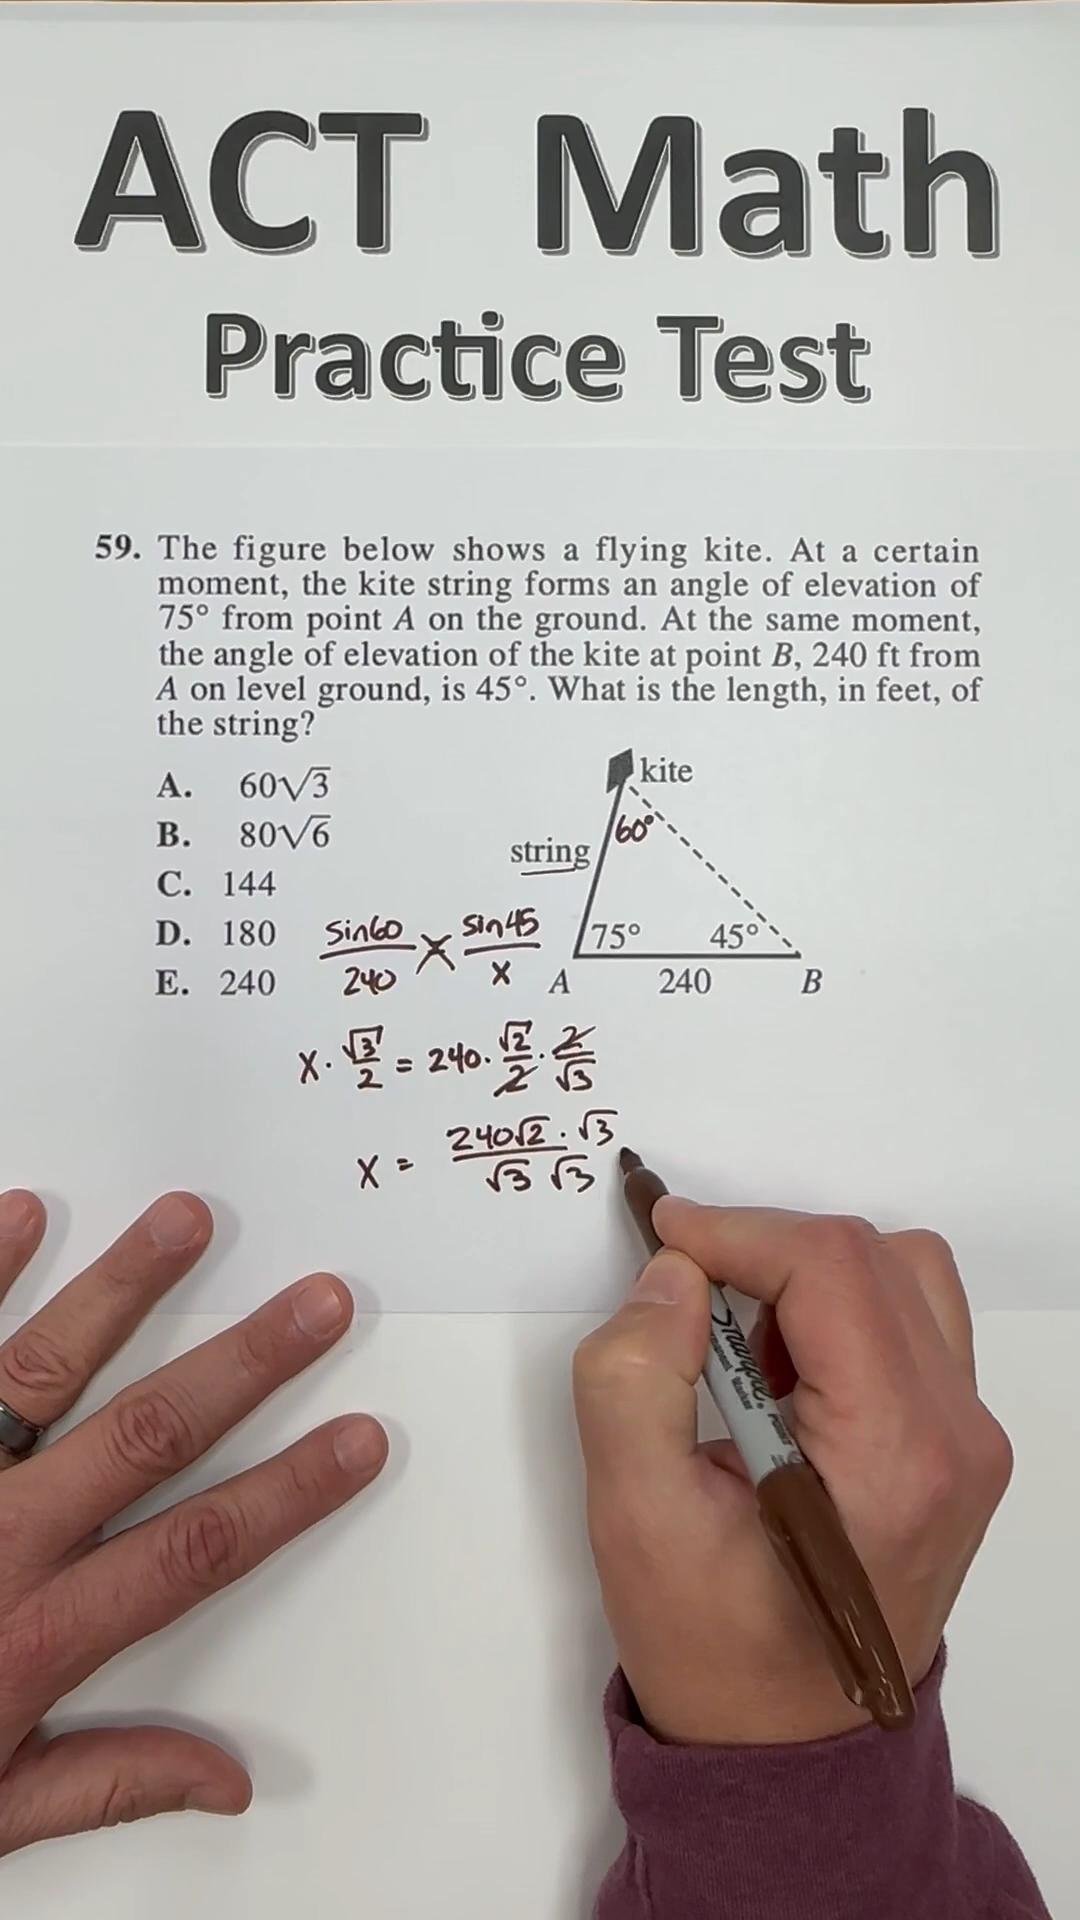 ACT Math
Practice Test
59. The figure below shows a flying kite. At a certain
moment, the kite string forms an angle of elevation of
75° from point A on the ground. At the same moment,
the angle of elevation of the kite at point B, 240 ft from
A on level ground, is 45°. What is the length, in feet, of
the string?
A. 60√3
B. 80√6
C. 144
D. 180
E. 240
kite
60°
string
75° 45°
A 240 B
sin60 sin45
240 x
x · √3/2 = 240 · √2/2 · 2/√3
x = 240√2 · √3
√3 √3
Sharpie.